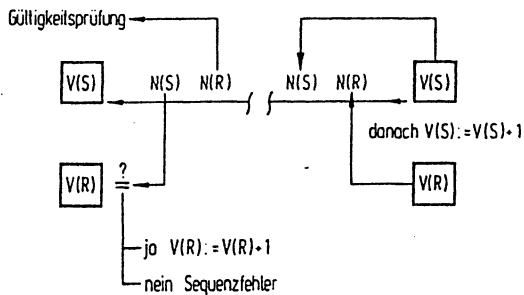 Gültigkeitsprüfung
V(S) N(S) N(R) N(S) N(R) V(S)
danach V(S):=V(S)+1
V(R) ? = V(R)
ja V(R):=V(R)+1
nein Sequenzfehler